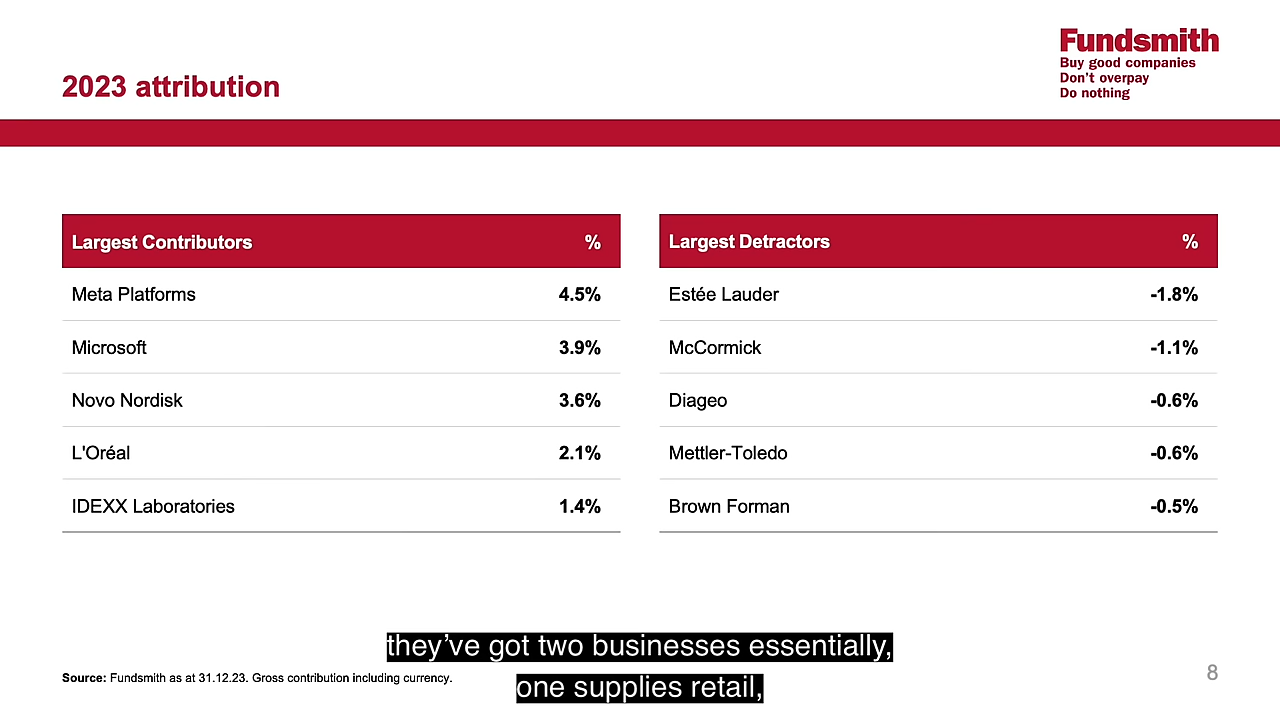 Fundsmith
Buy good companies
Don't overpay
Do nothing
2023 attribution
Largest Contributors %
Meta Platforms 4.5%
Microsoft 3.9%
Novo Nordisk 3.6%
L'Oréal 2.1%
IDEXX Laboratories 1.4%
Largest Detractors %
Estée Lauder -1.8%
McCormick -1.1%
Diageo -0.6%
Mettler-Toledo -0.6%
Brown Forman -0.5%
they've got two businesses essentially,
one supplies retail,
Source: Fundsmith as at 31.12.23. Gross contribution including currency.
8